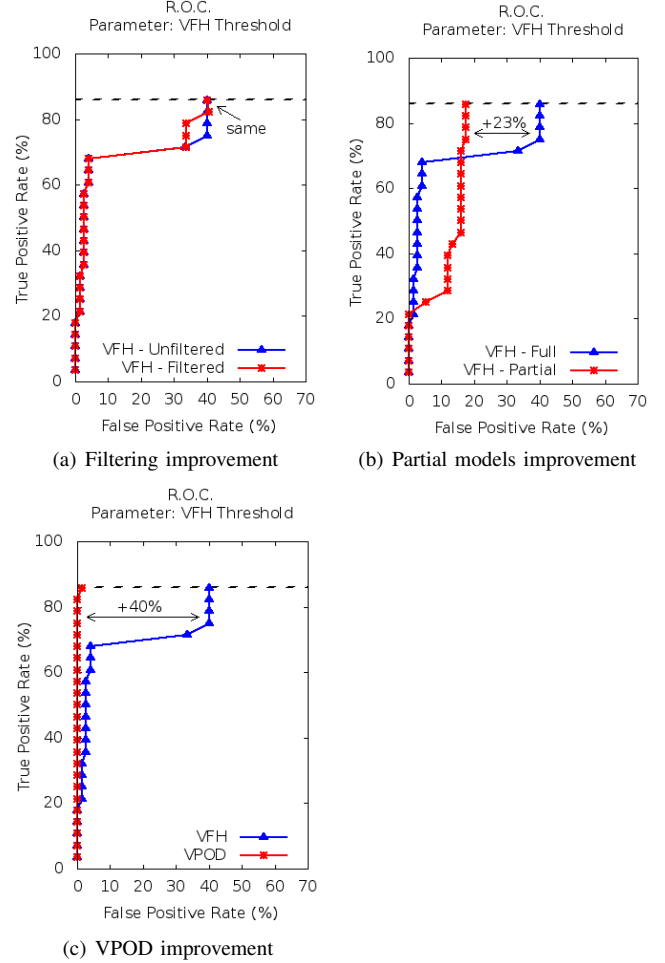 R.O.C.
Parameter: VFH Threshold
100
80
60
40
20
0
True Positive Rate (%)
same
VFH - Unfiltered
VFH - Filtered
0 10 20 30 40 50 60 70
False Positive Rate (%)
(a) Filtering improvement
R.O.C.
Parameter: VFH Threshold
100
80
60
40
20
0
True Positive Rate (%)
+23%
VFH - Full
VFH - Partial
0 10 20 30 40 50 60 70
False Positive Rate (%)
(b) Partial models improvement
R.O.C.
Parameter: VFH Threshold
100
80
60
40
20
0
True Positive Rate (%)
+40%
VFH
VPOD
0 10 20 30 40 50 60 70
False Positive Rate (%)
(c) VPOD improvement